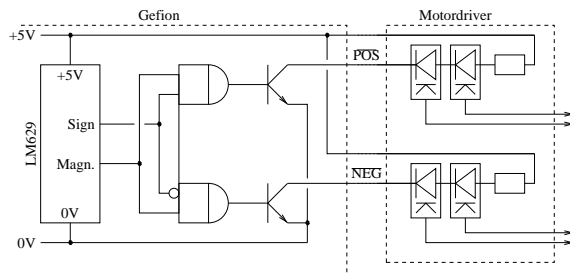 Gefion
Motordriver
+5V
POS
+5V
LM629
Sign
Magn.
NEG
0V
0V